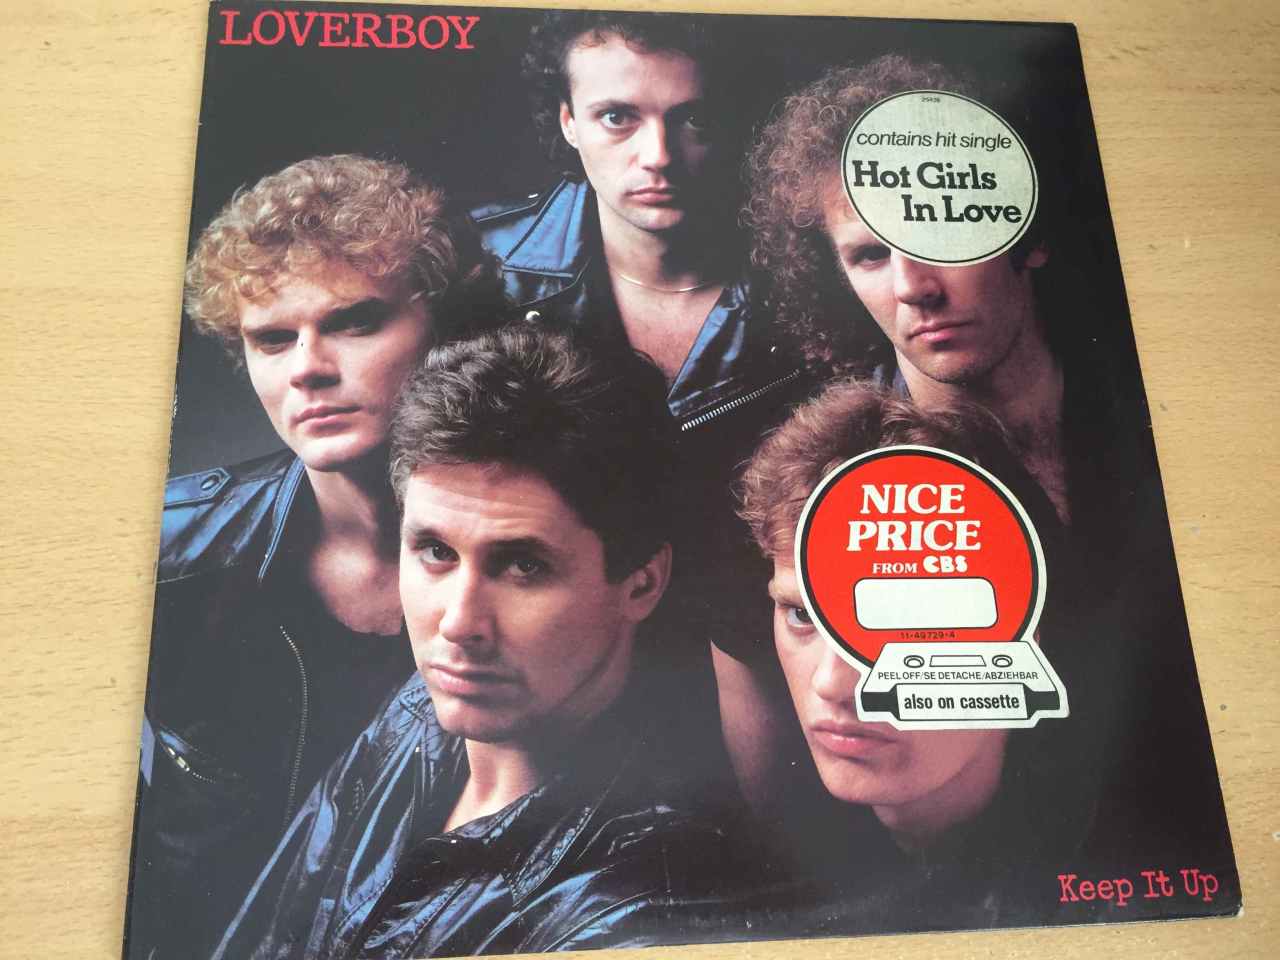 LOVERBOY
25436
contains hit single
Hot Girls
In Love
NICE
PRICE
FROM CBS
11-49729-4
PEEL OFF/SE DETACHE/ABZIEHBAR
also on cassette
Keep It Up